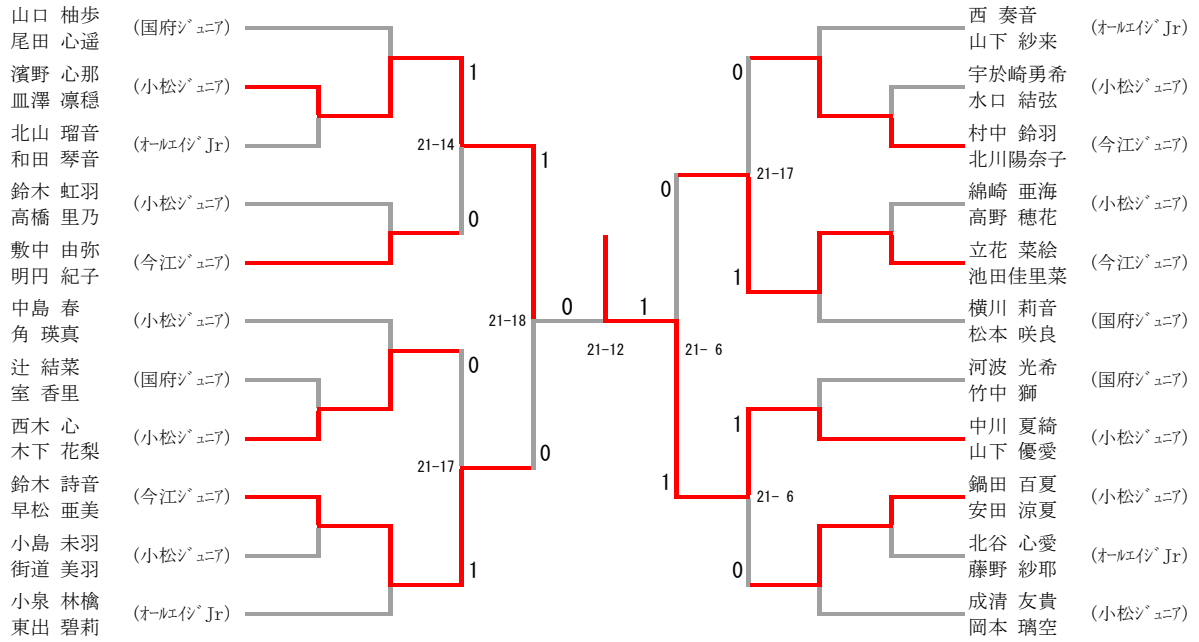 山口 柚歩
尾田 心遥
(国府ｼﾞｭﾆｱ)
濱野 心那
皿澤 凛穏
(小松ｼﾞｭﾆｱ)
北山 瑠音
和田 琴音
(ｵｰﾙｴｲｼﾞJr)
鈴木 虹羽
高橋 里乃
(小松ｼﾞｭﾆｱ)
敷中 由弥
明円 紀子
(今江ｼﾞｭﾆｱ)
中島 春
角 瑛真
(小松ｼﾞｭﾆｱ)
辻 結菜
室 香里
(国府ｼﾞｭﾆｱ)
西木 心
木下 花梨
(小松ｼﾞｭﾆｱ)
鈴木 詩音
早松 亜美
(今江ｼﾞｭﾆｱ)
小島 未羽
街道 美羽
(小松ｼﾞｭﾆｱ)
小泉 林檎
東出 碧莉
(ｵｰﾙｴｲｼﾞJr)
1
21-14
0
1
21-18
0
0
21-17
1
0
1
21-12
0
21- 6
1
0
21-17
1
1
21- 6
0
西 奏音
山下 紗来
(ｵｰﾙｴｲｼﾞJr)
宇於崎勇希
水口 結弦
(小松ｼﾞｭﾆｱ)
村中 鈴羽
北川陽奈子
(今江ｼﾞｭﾆｱ)
綿崎 亜海
高野 穂花
(小松ｼﾞｭﾆｱ)
立花 菜絵
池田佳里菜
(今江ｼﾞｭﾆｱ)
横川 莉音
松本 咲良
(国府ｼﾞｭﾆｱ)
河波 光希
竹中 獅
(国府ｼﾞｭﾆｱ)
中川 夏綺
山下 優愛
(小松ｼﾞｭﾆｱ)
鍋田 百夏
安田 涼夏
(小松ｼﾞｭﾆｱ)
北谷 心愛
藤野 紗耶
(ｵｰﾙｴｲｼﾞJr)
成清 友貴
岡本 璃空
(小松ｼﾞｭﾆｱ)